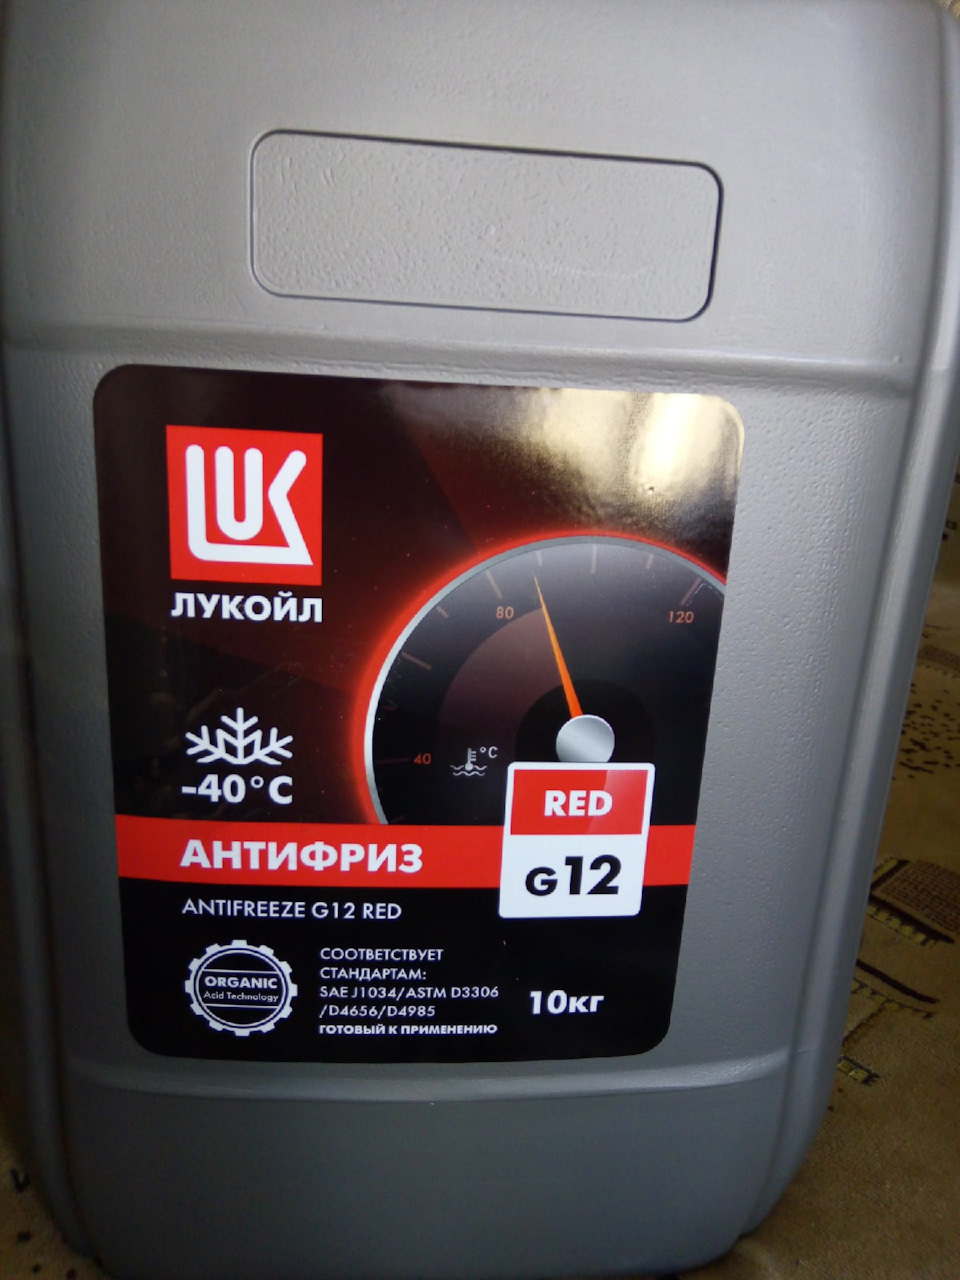 LUK
ЛУКОЙЛ
80
120
40
°C
-40°C
RED
G12
АНТИФРИЗ
ANTIFREEZE G12 RED
ORGANIC
Acid Technology
СООТВЕТСТВУЕТ
СТАНДАРТАМ:
SAE J1034/ASTM D3306
/D4656/D4985
ГОТОВЫЙ К ПРИМЕНЕНИЮ
10кг